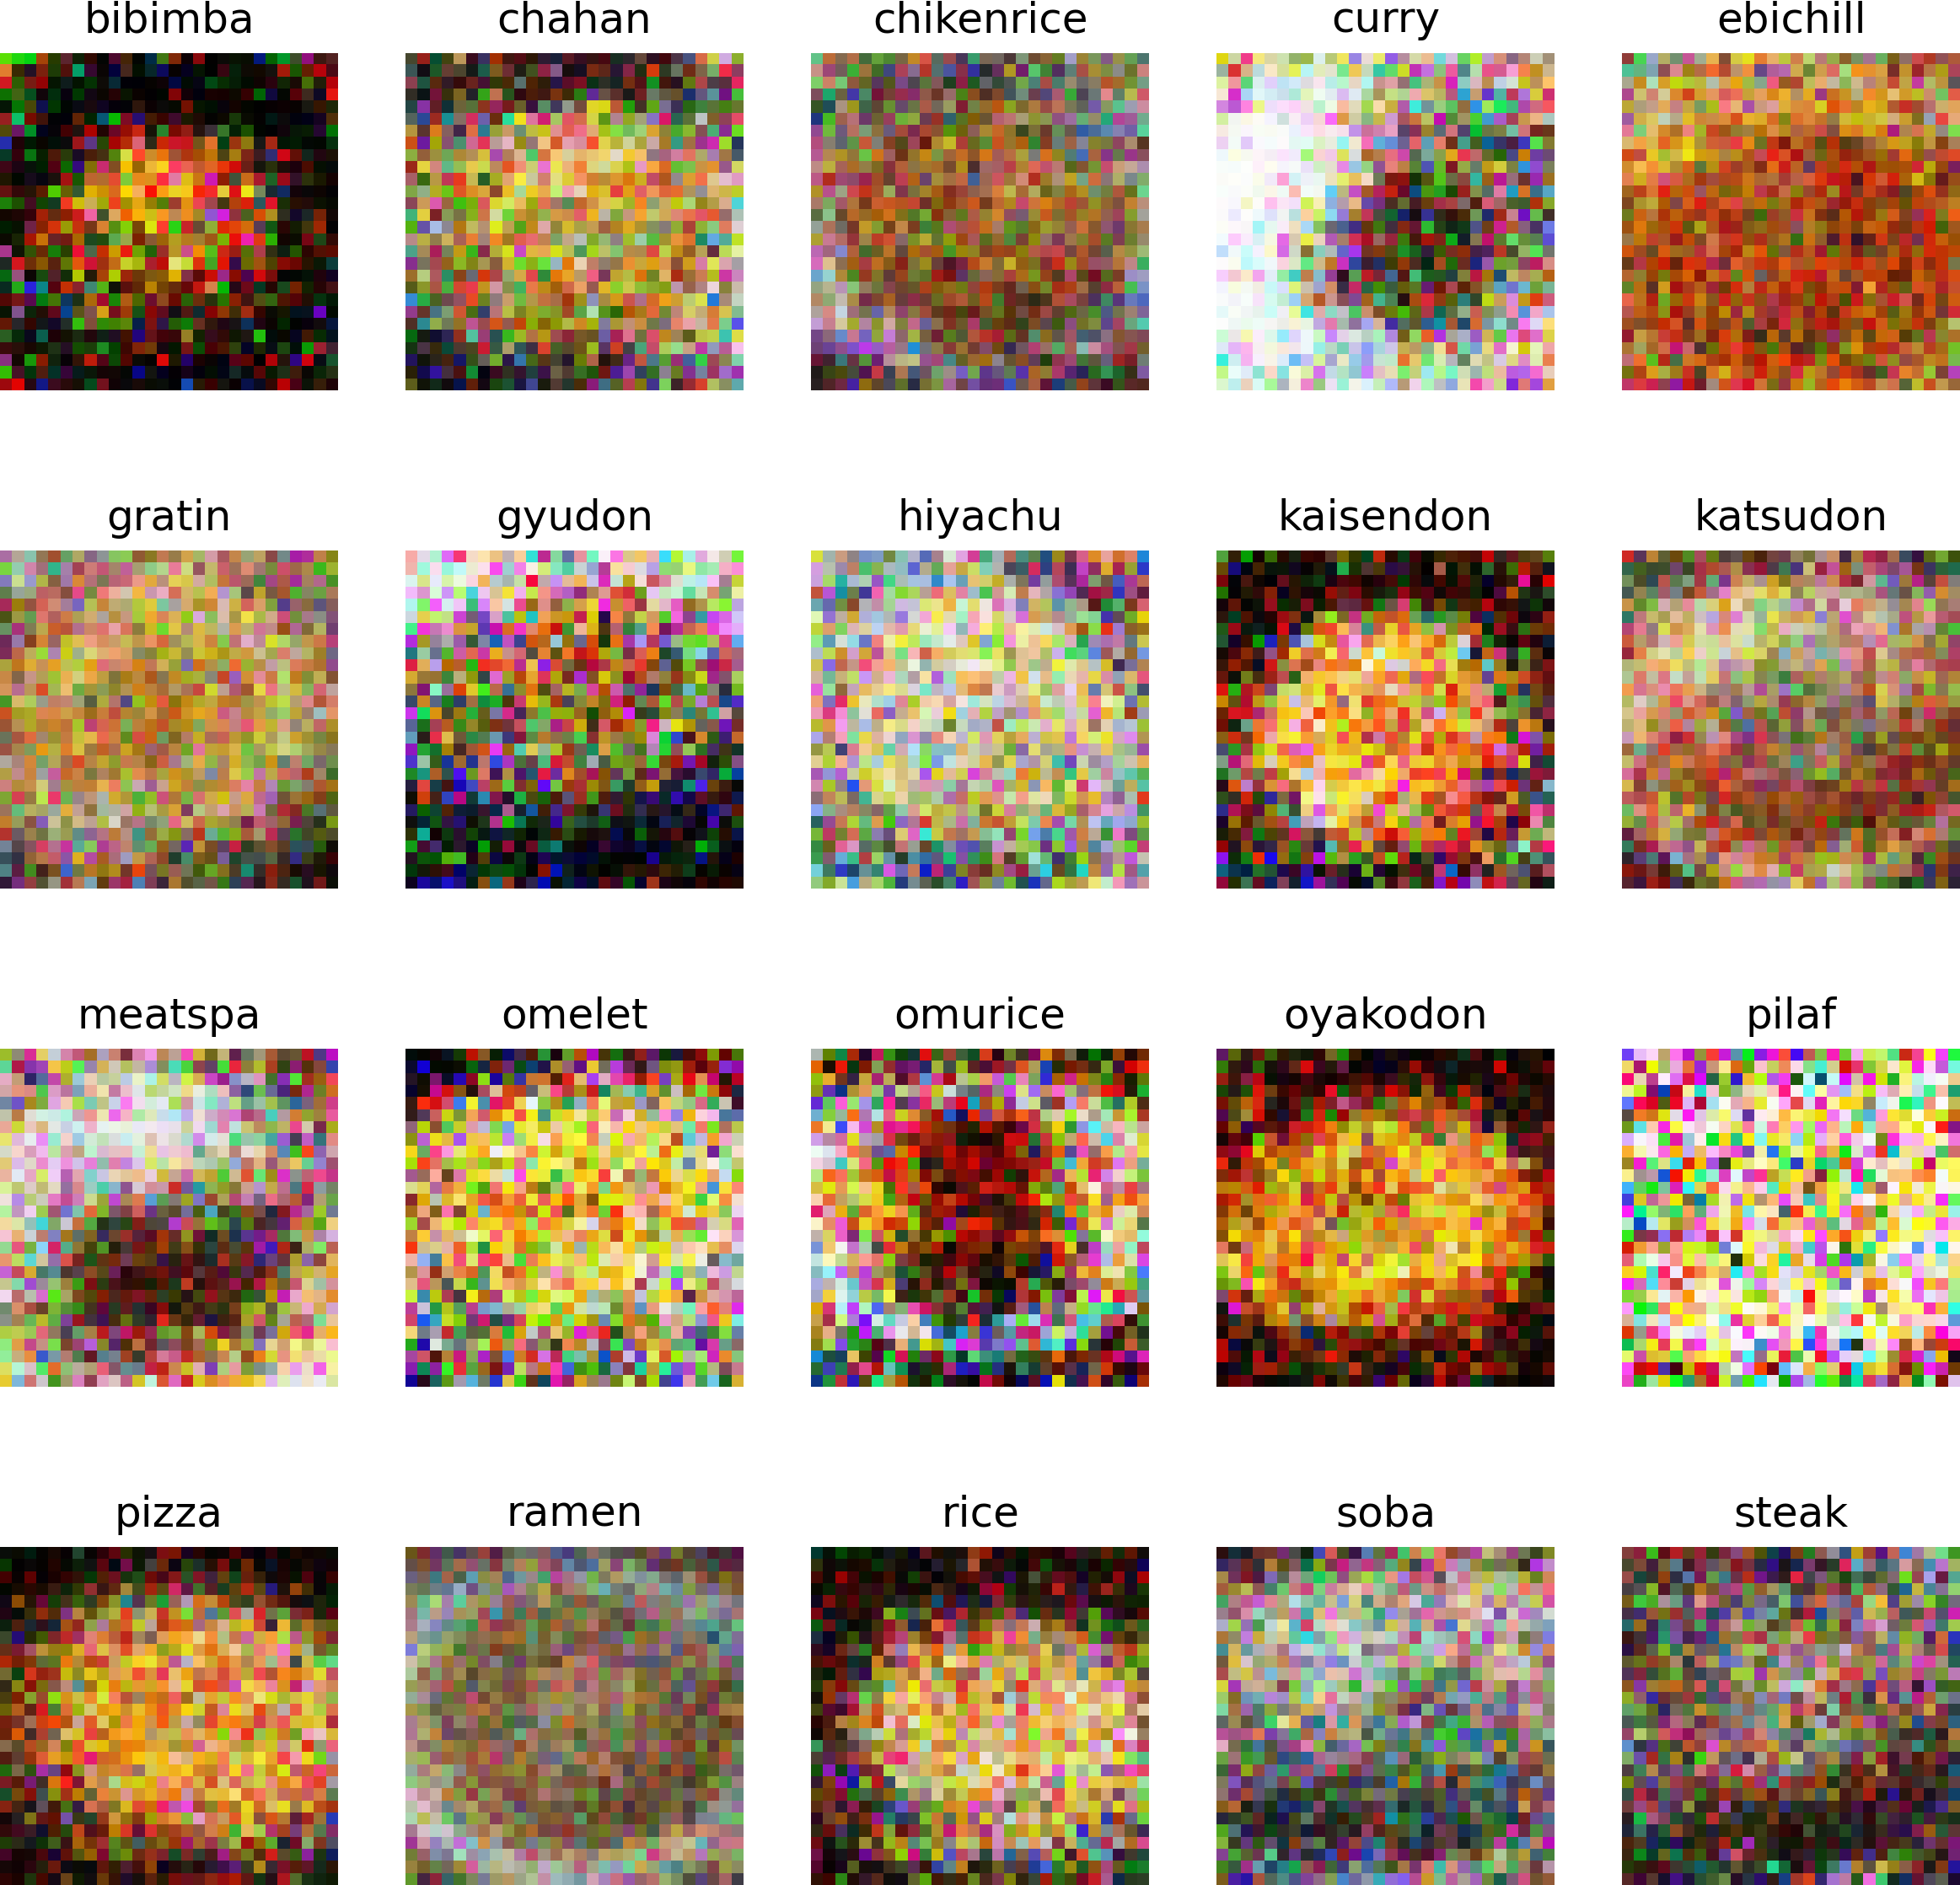 bibimba chahan chikenrice curry ebichill
gratin gyudon hiyachu kaisendon katsudon
meatspa omelet omurice oyakodon pilaf
pizza ramen rice soba steak